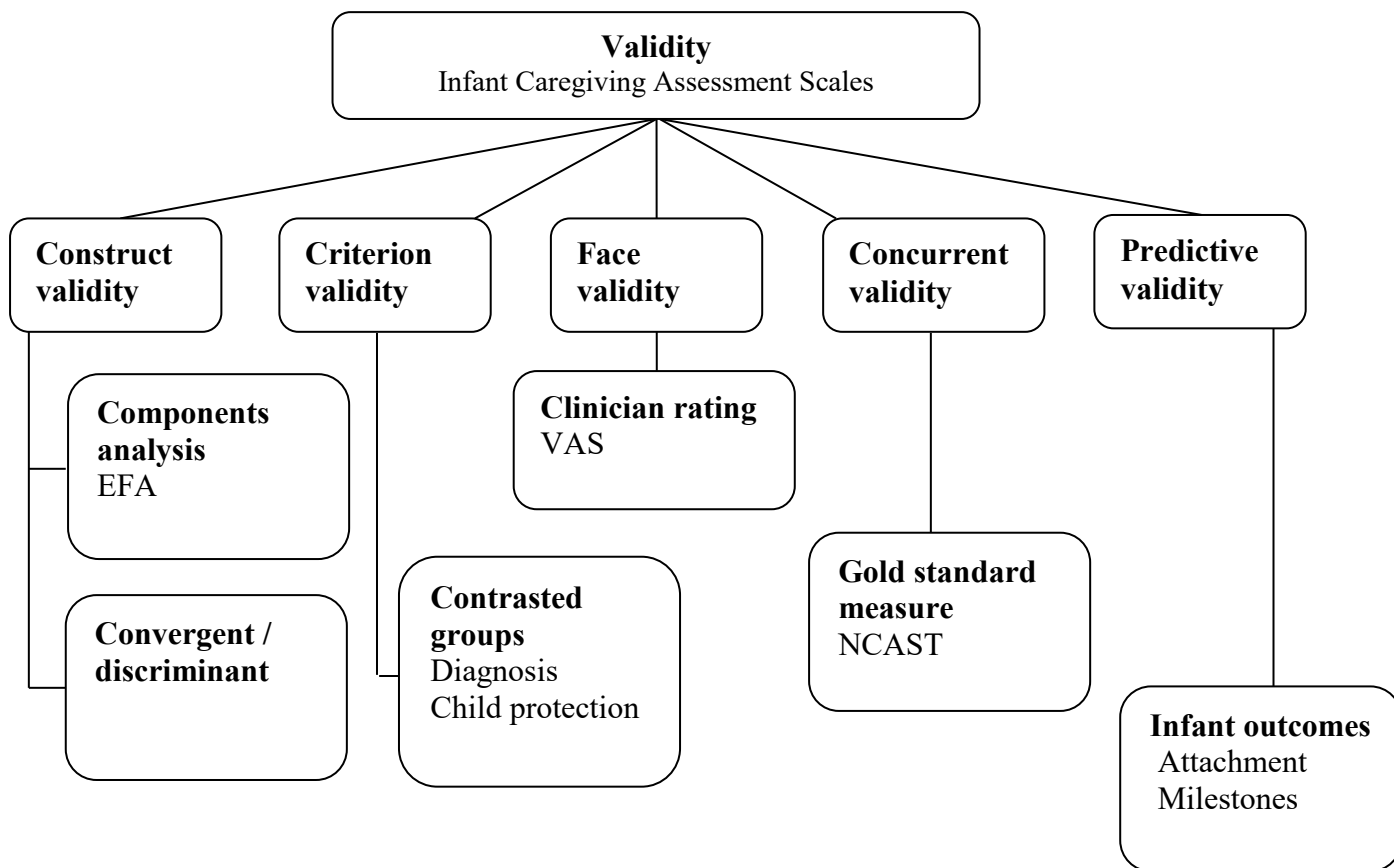 Validity
Infant Caregiving Assessment Scales
Construct
validity
Criterion
validity
Face
validity
Concurrent
validity
Predictive
validity
Components
analysis
EFA
Clinician rating
VAS
Gold standard
measure
NCAST
Contrasted
groups
Diagnosis
Child protection
Convergent /
discriminant
Infant outcomes
Attachment
Milestones